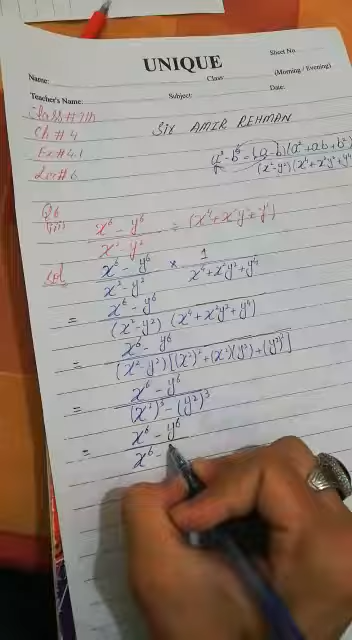 UNIQUE
Sheet No.
Name: Class: (Morning / Evening)
Teacher's Name: Subject: Date:
Class # 9th
Ch # 4
SIR AMIR REHMAN
Ex # 4.1
a³-b³=(a-b)(a²+ab+b²)
(x²-y²)(x⁴+x²y²+y⁴)
Lec # 6
Q6
(iii) x⁶ - y⁶ / x² - y² ÷ (x⁴+x²y²+y⁴)
Sol x⁶ - y⁶ / x² - y² × 1 / x⁴+x²y²+y⁴
= x⁶ - y⁶ / (x²-y²) (x⁴+x²y²+y⁴)
= x⁶ - y⁶ / (x²-y²)[(x²)²+(x²)(y²)+(y²)²]
= x⁶ - y⁶ / (x²)³ - (y²)³
= x⁶ - y⁶ / x⁶ -